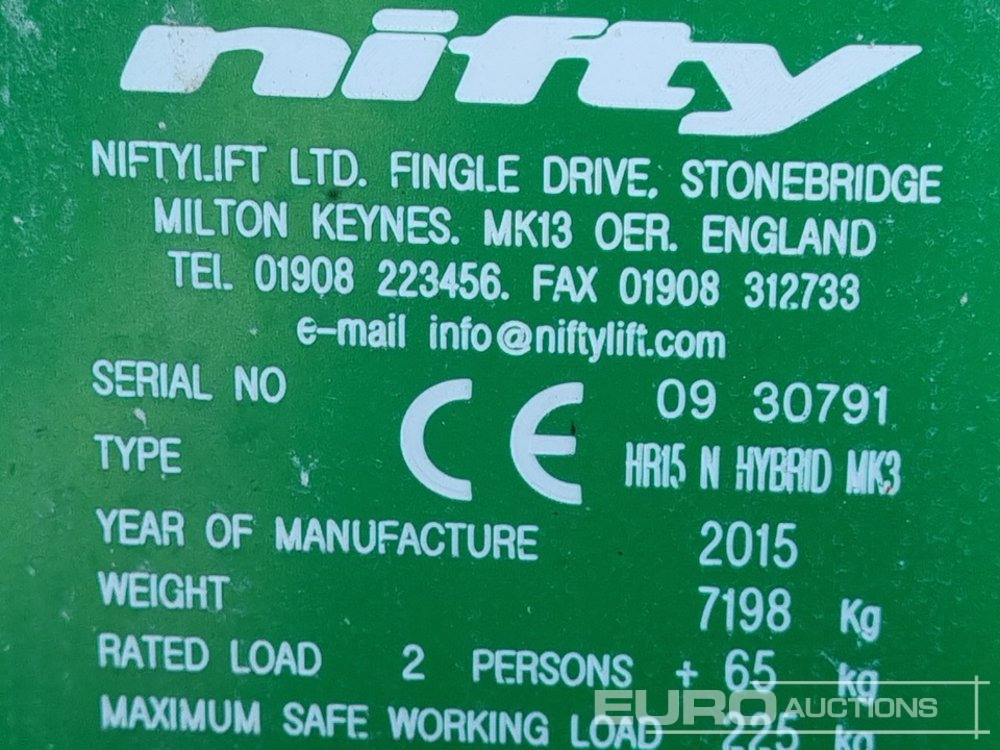 nifty
NIFTYLIFT LTD. FINGLE DRIVE. STONEBRIDGE
MILTON KEYNES. MK13 OER. ENGLAND
TEL. 01908 223456. FAX 01908 312733
e-mail info@niftylift.com
SERIAL NO CE 09 30791
TYPE HR15 N HYBRID MK3
YEAR OF MANUFACTURE 2015
WEIGHT 7198 Kg
RATED LOAD 2 PERSONS + 65 kg
MAXIMUM SAFE WORKING LOAD 225 kg
EURO AUCTIONS